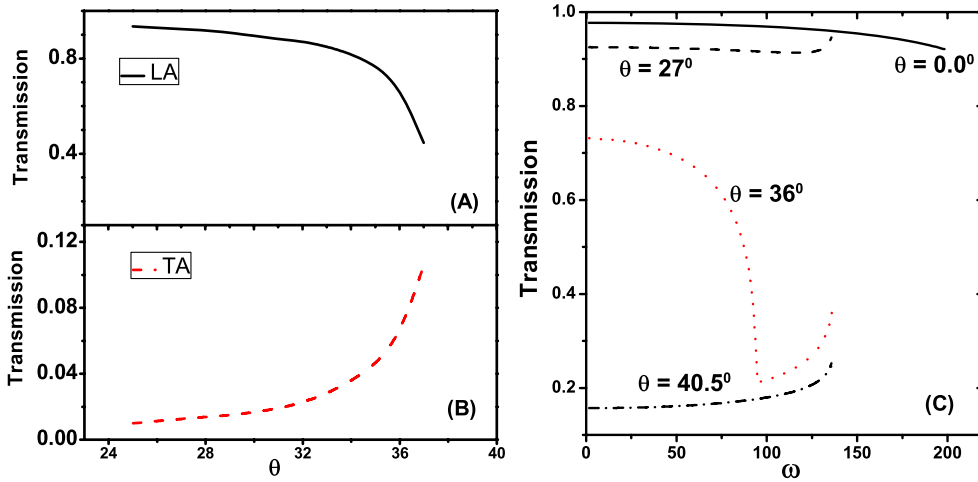 Transmission
0.8
0.4
LA
(A)
Transmission
0.12
0.08
0.04
0.00
TA
(B)
24
28
32
36
40
θ
Transmission
1.0
0.8
0.6
0.4
0.2
θ = 27⁰
θ = 0.0⁰
θ = 36⁰
θ = 40.5⁰
(C)
0
50
100
150
200
ω